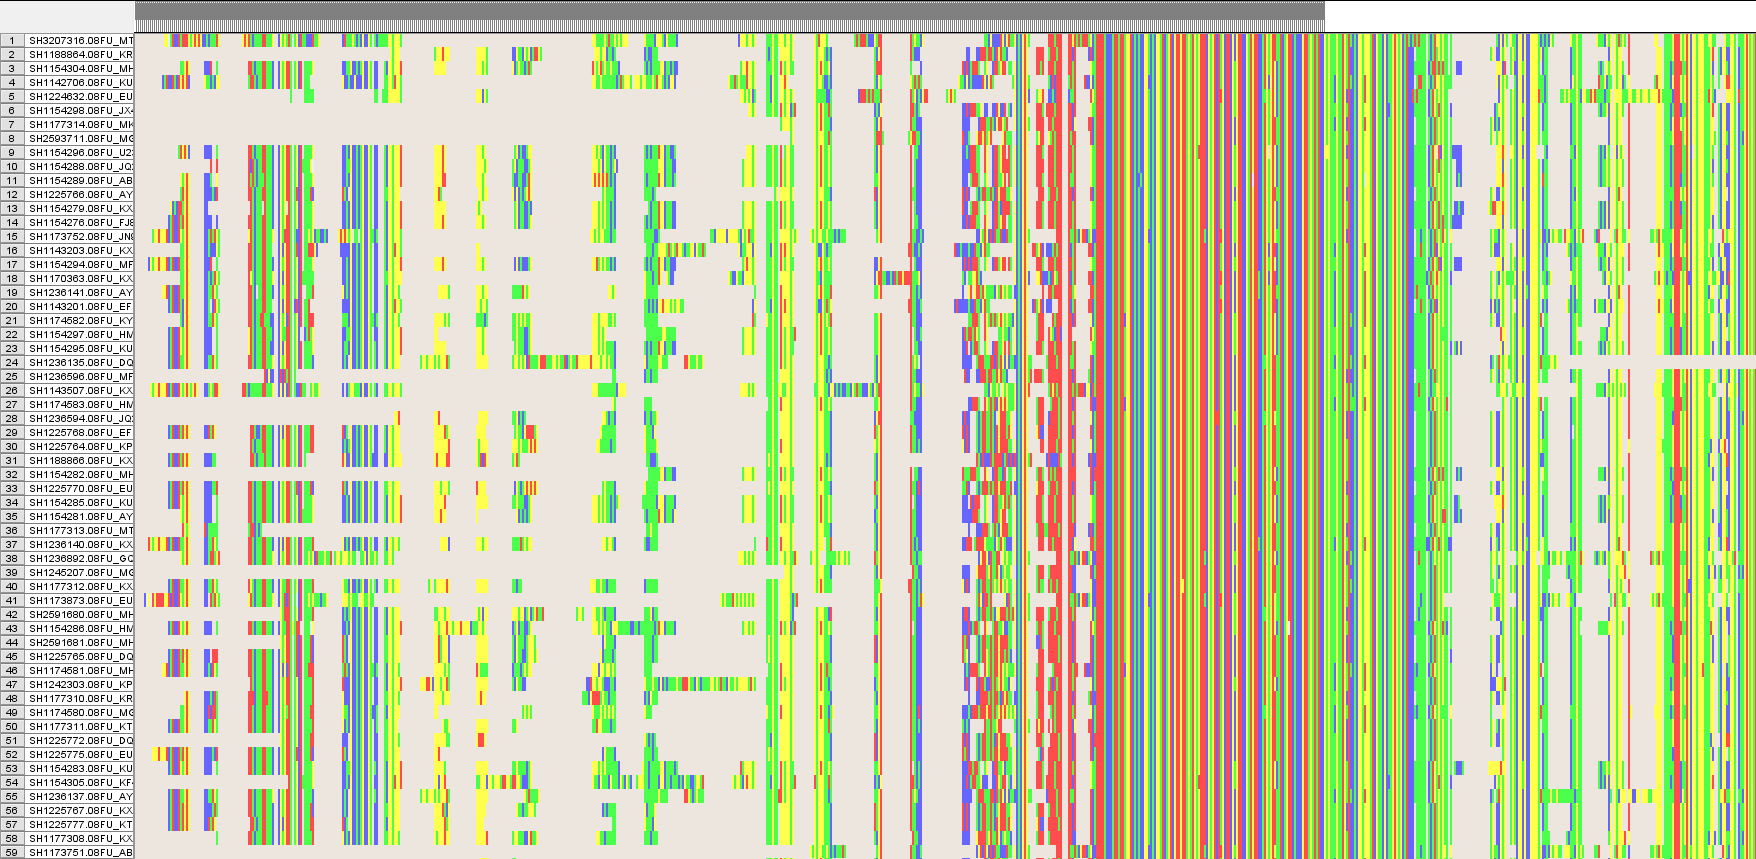 1 SH3207316.08FU_MT
2 SH1188864.08FU_KR
3 SH1154304.08FU_MH
4 SH1142706.08FU_KU
5 SH1224632.08FU_EU
6 SH1154298.08FU_JX4
7 SH1177314.08FU_MK
8 SH2593711.08FU_MG
9 SH1154296.08FU_U2
10 SH1154288.08FU_JQ
11 SH1154289.08FU_AB
12 SH1225766.08FU_AY
13 SH1154279.08FU_KX
14 SH1154276.08FU_FJ8
15 SH1173752.08FU_JN
16 SH1143203.08FU_KX
17 SH1154294.08FU_MF
18 SH1170363.08FU_KX
19 SH1236141.08FU_AY
20 SH1143201.08FU_EF
21 SH1174582.08FU_KY
22 SH1154297.08FU_HM
23 SH1154295.08FU_KU
24 SH1236135.08FU_DQ
25 SH1236596.08FU_MF
26 SH1143507.08FU_KX
27 SH1174583.08FU_HM
28 SH1236594.08FU_JQ
29 SH1225768.08FU_EF
30 SH1225764.08FU_KP
31 SH1188866.08FU_KX
32 SH1154282.08FU_MH
33 SH1225770.08FU_EU
34 SH1154285.08FU_KU
35 SH1154281.08FU_AY
36 SH1177313.08FU_MT
37 SH1236140.08FU_KX
38 SH1236892.08FU_GQ
39 SH1246207.08FU_MG
40 SH1177312.08FU_KX
41 SH1173873.08FU_EU
42 SH2591680.08FU_MH
43 SH1154286.08FU_HM
44 SH2591681.08FU_MH
45 SH1225765.08FU_DQ
46 SH1174581.08FU_MH
47 SH1242303.08FU_KP
48 SH1177310.08FU_KR
49 SH1174580.08FU_MG
50 SH1177311.08FU_KT
51 SH1225772.08FU_DQ
52 SH1225775.08FU_EU
53 SH1154283.08FU_KU
54 SH1154305.08FU_KF
55 SH1236137.08FU_AY
56 SH1225767.08FU_KX
57 SH1225777.08FU_KT
58 SH1177308.08FU_KX
59 SH1173751.08FU_AB